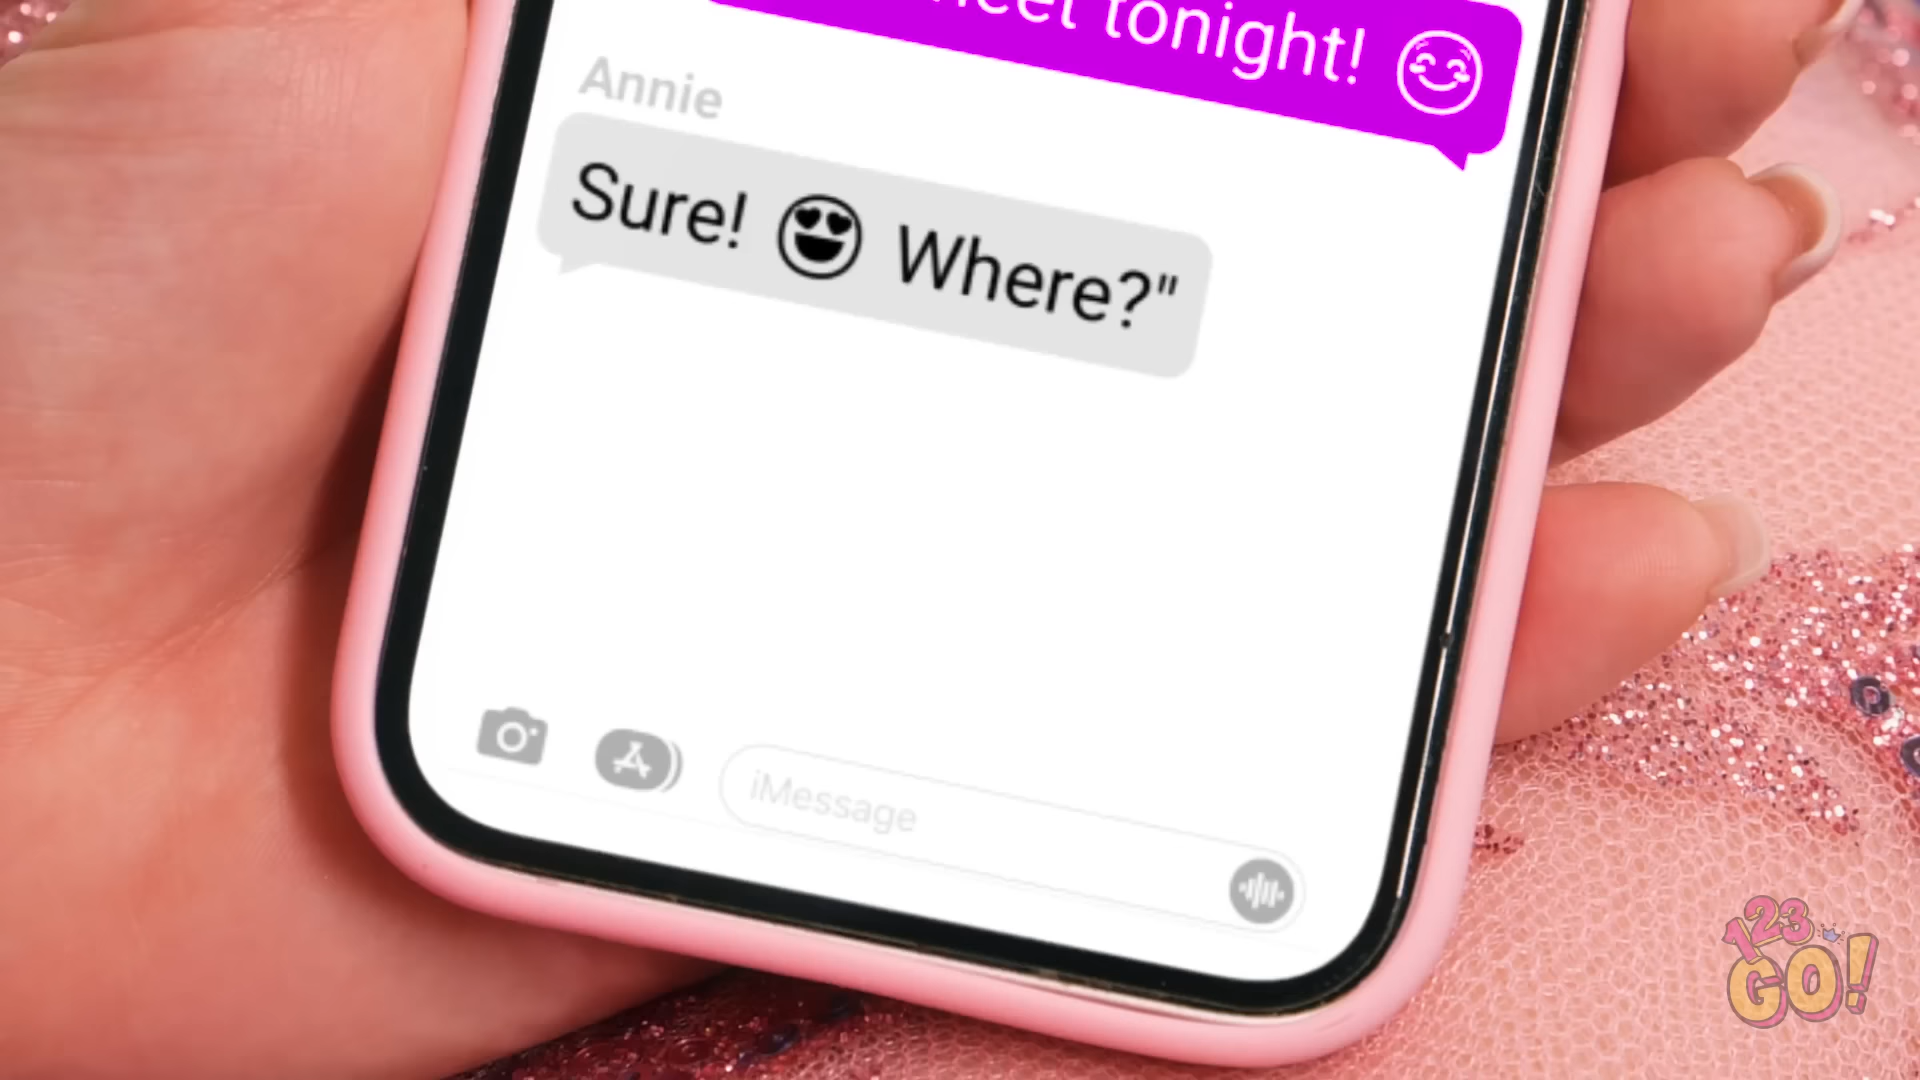 tonight! 😊
Annie
Sure! 😍 Where?"
iMessage
123
GO!